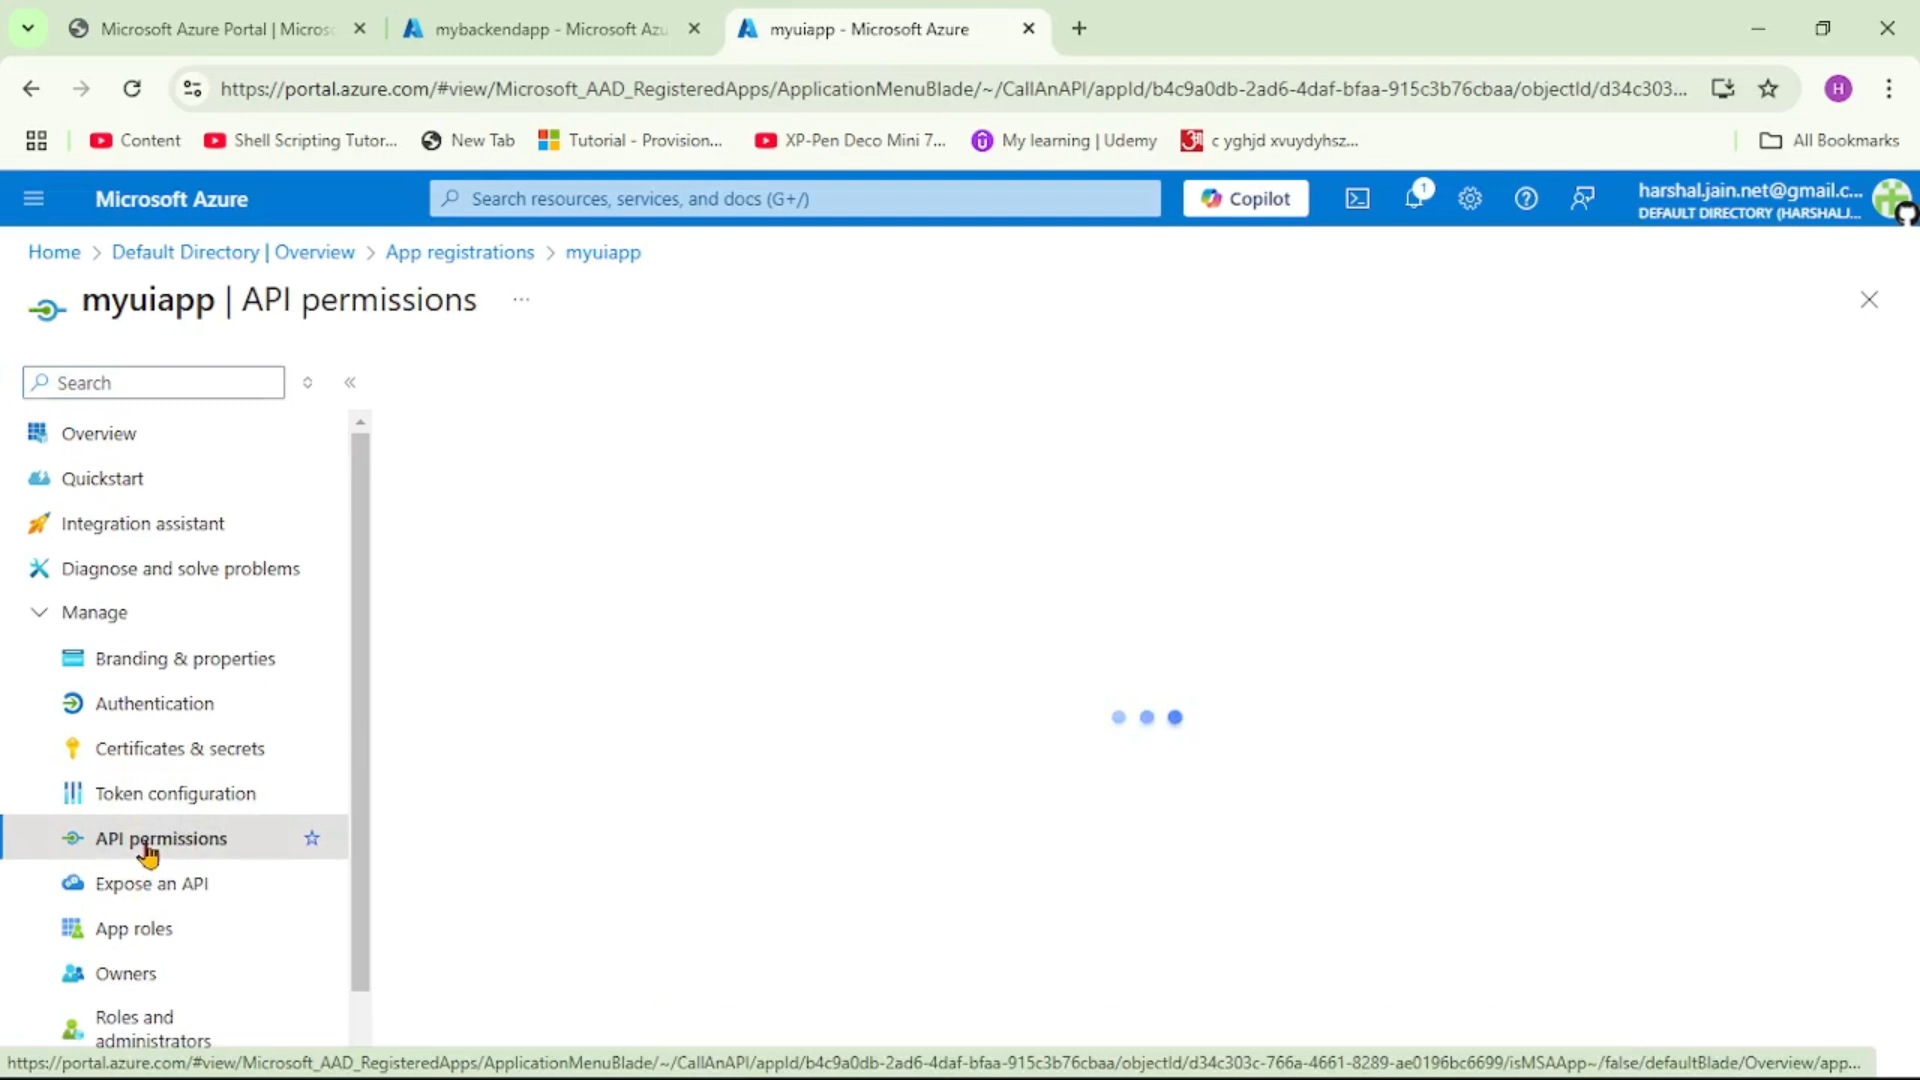 Microsoft Azure Portal | Micros
mybackendapp - Microsoft Azu
myuiapp - Microsoft Azure
https://portal.azure.com/#view/Microsoft_AAD_RegisteredApps/ApplicationMenuBlade/~/CallAnAPI/appId/b4c9a0db-2ad6-4daf-bfaa-915c3b76cbaa/objectId/d34c303...
H
Content
Shell Scripting Tutor...
New Tab
Tutorial - Provision...
XP-Pen Deco Mini 7...
My learning | Udemy
c yghjd xvuydyhsz...
All Bookmarks
Microsoft Azure
Search resources, services, and docs (G+/)
Copilot
1
harshal.jain.net@gmail.c...
DEFAULT DIRECTORY (HARSHALJ...
Home > Default Directory | Overview > App registrations > myuiapp
myuiapp | API permissions ...
Search
Overview
Quickstart
Integration assistant
Diagnose and solve problems
Manage
Branding & properties
Authentication
Certificates & secrets
Token configuration
API permissions
Expose an API
App roles
Owners
Roles and
administrators
https://portal.azure.com/#view/Microsoft_AAD_RegisteredApps/ApplicationMenuBlade/~/CallAnAPI/appId/b4c9a0db-2ad6-4daf-bfaa-915c3b76cbaa/objectId/d34c303c-766a-4661-8289-ae0196bc6699/isMSAApp~/false/defaultBlade/Overview/app...